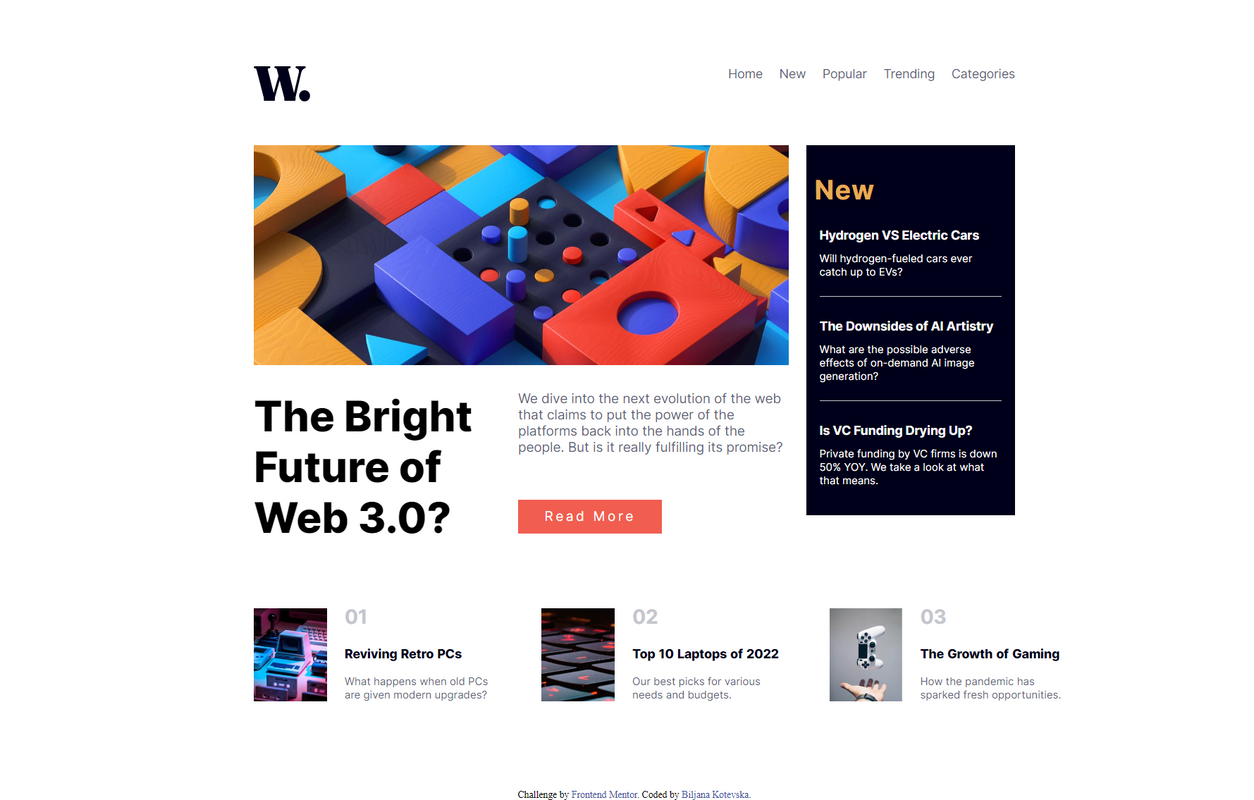 W.
Home New Popular Trending Categories
New
Hydrogen VS Electric Cars
Will hydrogen-fueled cars ever
catch up to EVs?
The Downsides of AI Artistry
What are the possible adverse
effects of on-demand AI image
generation?
Is VC Funding Drying Up?
Private funding by VC firms is down
50% YOY. We take a look at what
that means.
The Bright
Future of
Web 3.0?
We dive into the next evolution of the web
that claims to put the power of the
platforms back into the hands of the
people. But is it really fulfilling its promise?
Read More
01
Reviving Retro PCs
What happens when old PCs
are given modern upgrades?
02
Top 10 Laptops of 2022
Our best picks for various
needs and budgets.
03
The Growth of Gaming
How the pandemic has
sparked fresh opportunities.
Challenge by Frontend Mentor. Coded by Biljana Kotevska.